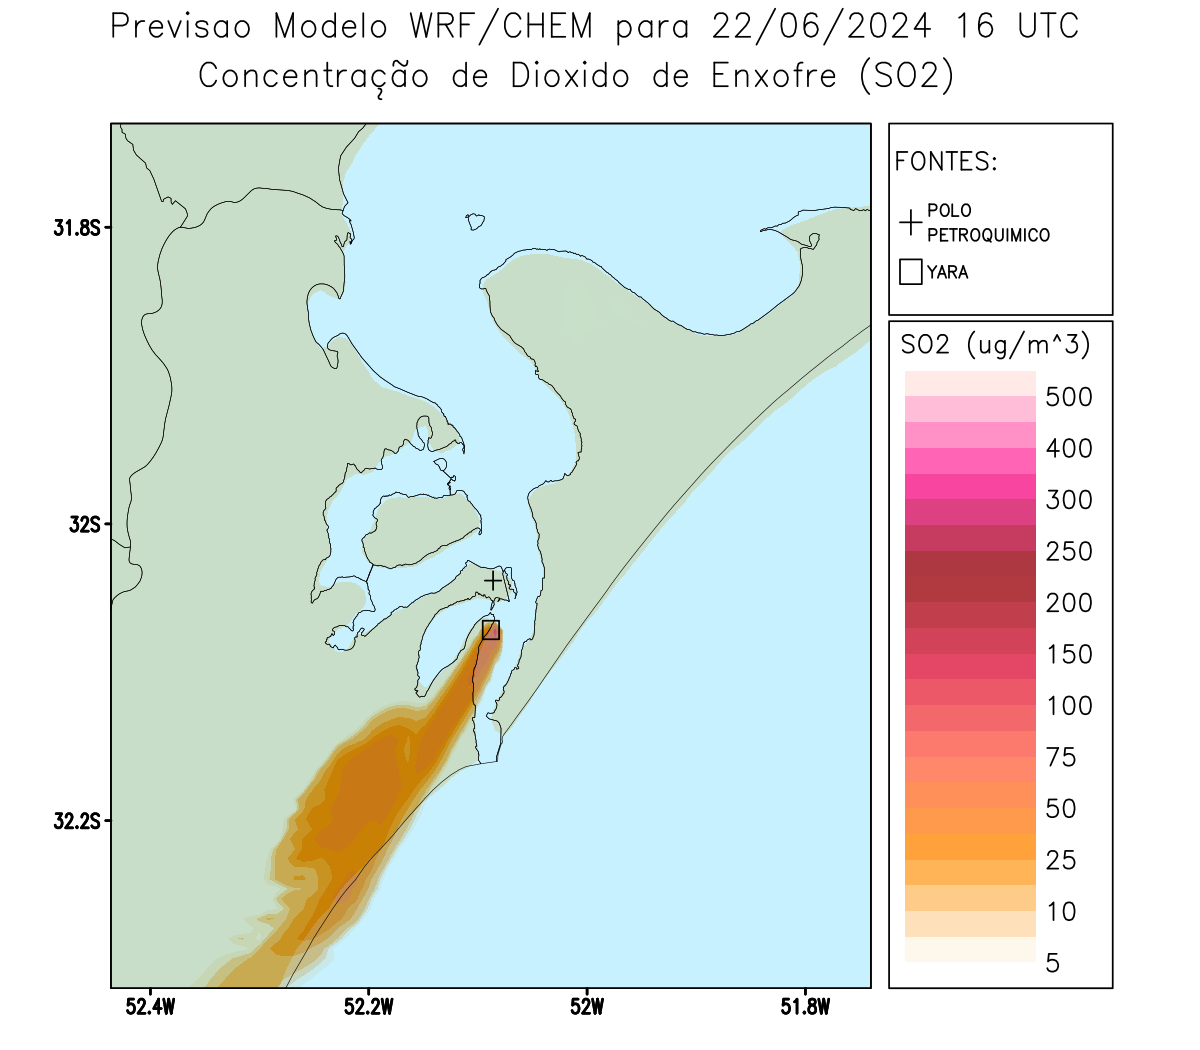 Previsao Modelo WRF/CHEM para 22/06/2024 16 UTC
Concentração de Dioxido de Enxofre (SO2)
FONTES:
POLO
PETROQUIMICO
YARA
SO2 (ug/m^3)
500
400
300
250
200
150
100
75
50
25
10
5
31.8S
32S
32.2S
52.4W
52.2W
52W
51.8W